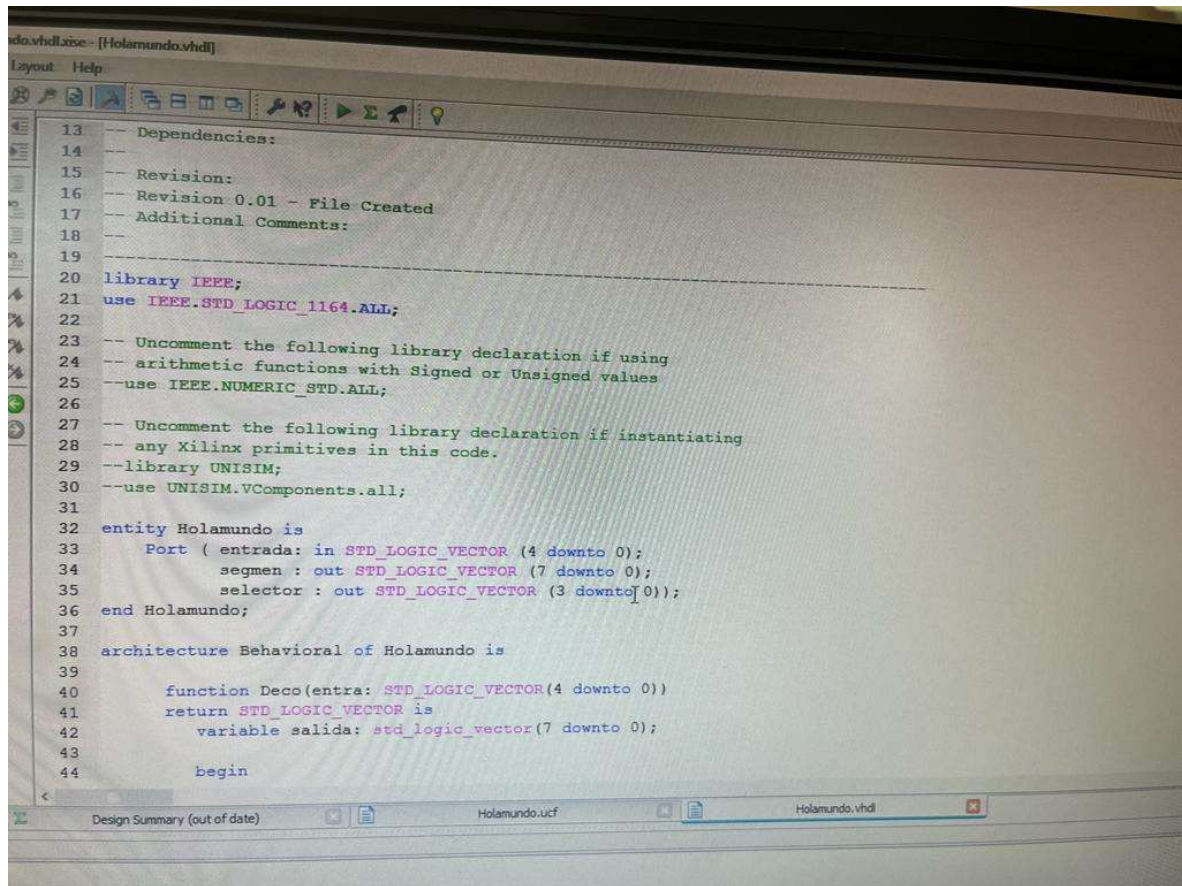 do.vhdl.xise - [Holamundo.vhdl]
Layout Help
13 -- Dependencies:
14 --
15 -- Revision:
16 -- Revision 0.01 - File Created
17 -- Additional Comments:
18 --
19 ----------------------------------------------------------------------------------
20 library IEEE;
21 use IEEE.STD_LOGIC_1164.ALL;
22
23 -- Uncomment the following library declaration if using
24 -- arithmetic functions with Signed or Unsigned values
25 --use IEEE.NUMERIC_STD.ALL;
26
27 -- Uncomment the following library declaration if instantiating
28 -- any Xilinx primitives in this code.
29 --library UNISIM;
30 --use UNISIM.VComponents.all;
31
32 entity Holamundo is
33 Port ( entrada: in STD_LOGIC_VECTOR (4 downto 0);
34 segmen : out STD_LOGIC_VECTOR (7 downto 0);
35 selector : out STD_LOGIC_VECTOR (3 downto 0));
36 end Holamundo;
37
38 architecture Behavioral of Holamundo is
39
40 function Deco(entra: STD_LOGIC_VECTOR(4 downto 0))
41 return STD_LOGIC_VECTOR is
42 variable salida: std_logic_vector(7 downto 0);
43
44 begin
Design Summary (out of date) Holamundo.ucf Holamundo.vhdl